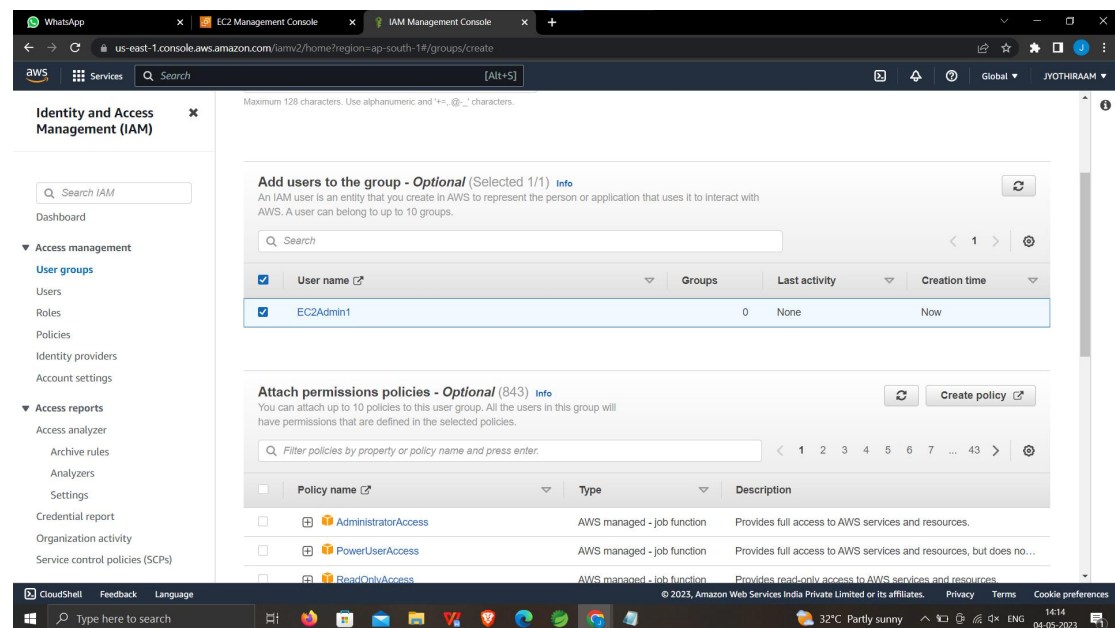 WhatsApp
EC2 Management Console
IAM Management Console
us-east-1.console.aws.amazon.com/iamv2/home?region=ap-south-1#/groups/create
J
aws
Services
Search
[Alt+S]
Global
JYOTHIRAAM
Identity and Access
Management (IAM)
Search IAM
Dashboard
Access management
User groups
Users
Roles
Policies
Identity providers
Account settings
Access reports
Access analyzer
Archive rules
Analyzers
Settings
Credential report
Organization activity
Service control policies (SCPs)
Maximum 128 characters. Use alphanumeric and '+=,.@-_' characters.
Add users to the group - Optional (Selected 1/1) Info
An IAM user is an entity that you create in AWS to represent the person or application that uses it to interact with
AWS. A user can belong to up to 10 groups.
Search
1
User name Groups Last activity Creation time
EC2Admin1 0 None Now
Attach permissions policies - Optional (843) Info
You can attach up to 10 policies to this user group. All the users in this group will
have permissions that are defined in the selected policies.
Create policy
Filter policies by property or policy name and press enter.
1 2 3 4 5 6 7 ... 43
Policy name Type Description
AdministratorAccess AWS managed - job function Provides full access to AWS services and resources.
PowerUserAccess AWS managed - job function Provides full access to AWS services and resources, but does no...
ReadOnlyAccess AWS managed - job function Provides read-only access to AWS services and resources.
CloudShell Feedback Language
© 2023, Amazon Web Services India Private Limited or its affiliates. Privacy Terms Cookie preferences
Type here to search
32°C Partly sunny
ENG
14:14
04-05-2023